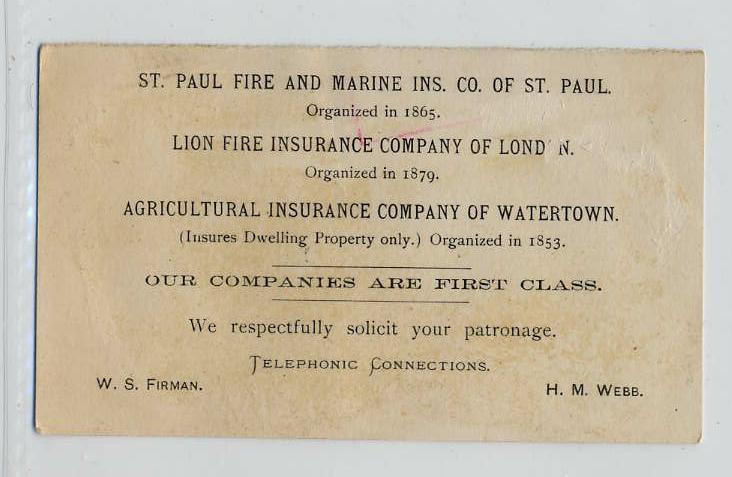 ST. PAUL FIRE AND MARINE INS. CO. OF ST. PAUL.
Organized in 1865.
LION FIRE INSURANCE COMPANY OF LOND N.
Organized in 1879.
AGRICULTURAL INSURANCE COMPANY OF WATERTOWN.
(Insures Dwelling Property only.) Organized in 1853.
OUR COMPANIES ARE FIRST CLASS.
We respectfully solicit your patronage.
TELEPHONIC CONNECTIONS.
W. S. FIRMAN.
H. M. WEBB.